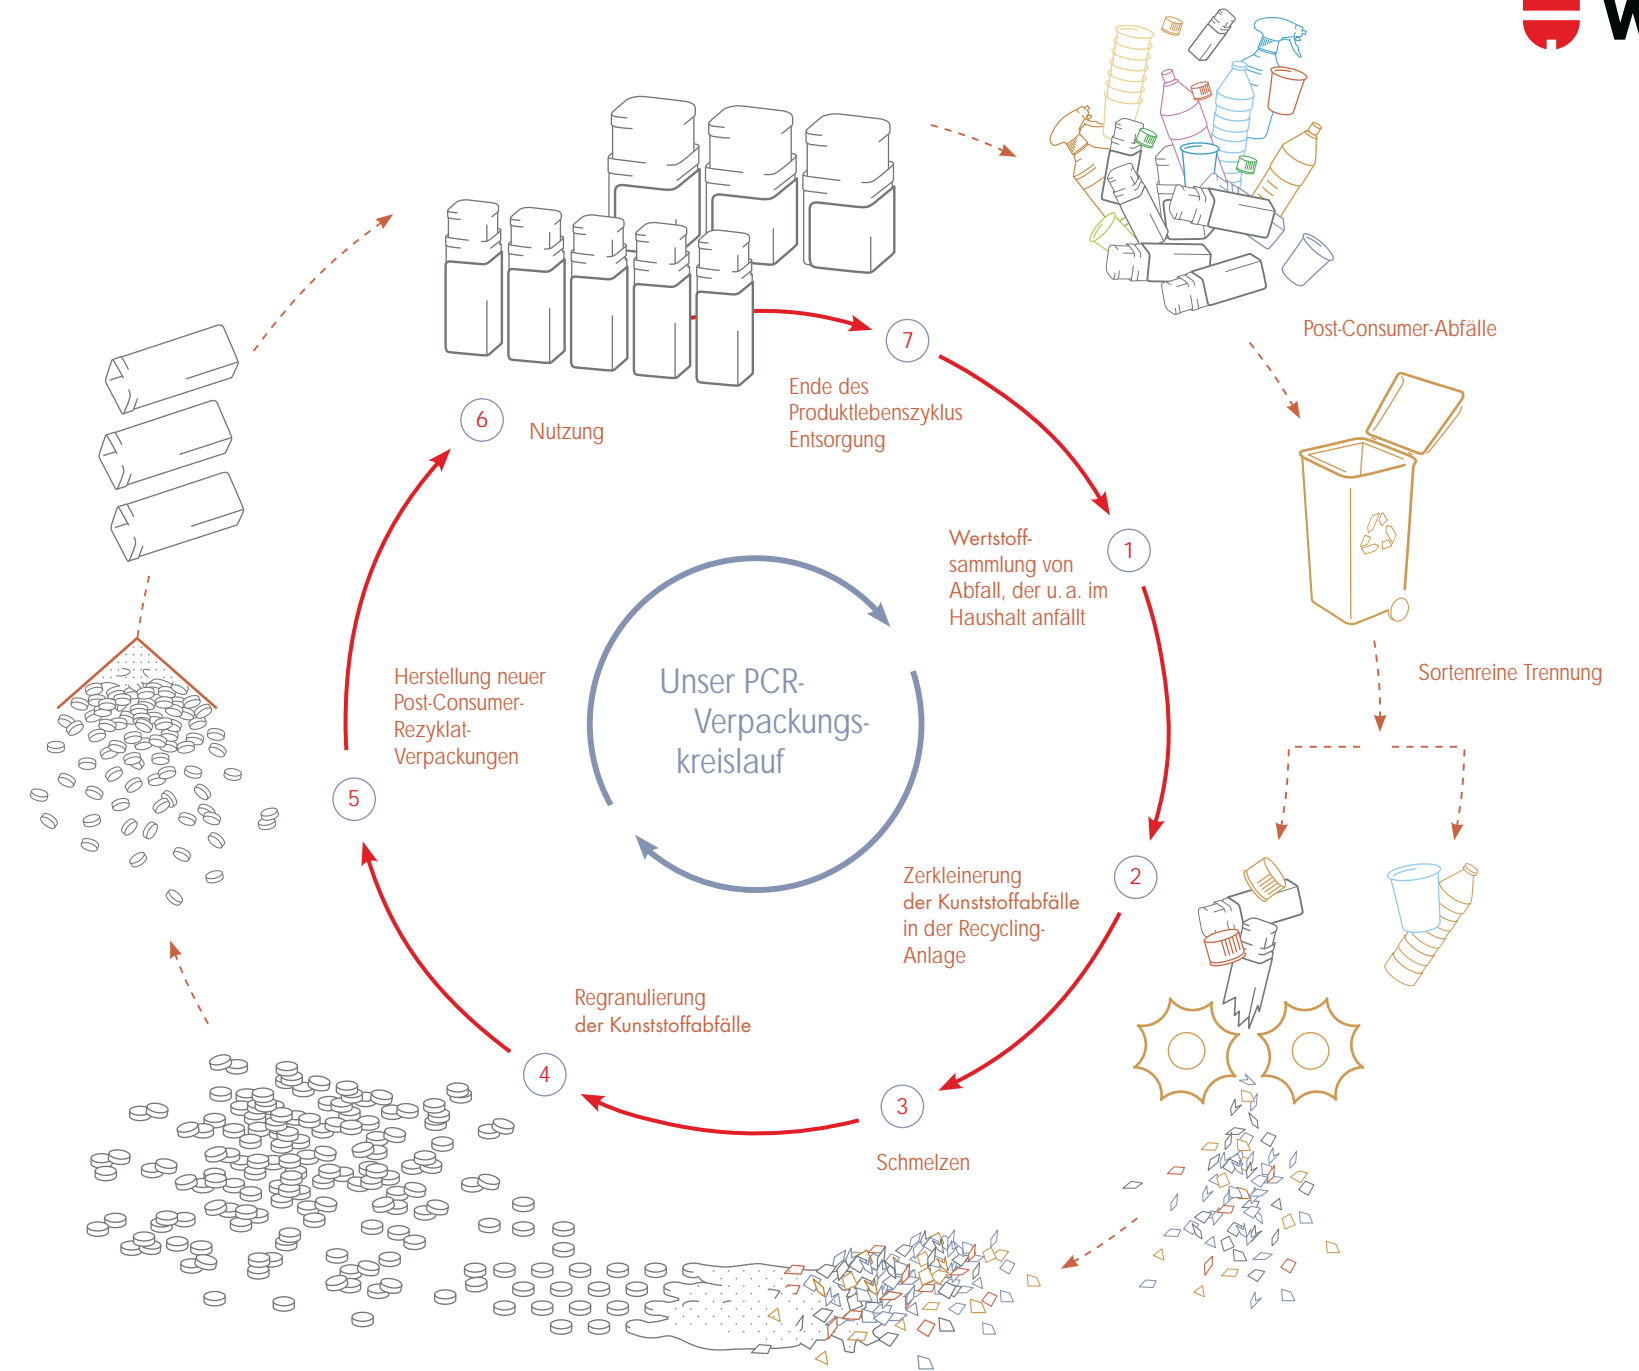 W
Post-Consumer-Abfälle
7
Ende des
Produktlebenszyklus
Entsorgung
6
Nutzung
Wertstoff-
sammlung von
Abfall, der u. a. im
Haushalt anfällt
1
Sortenreine Trennung
Herstellung neuer
Post-Consumer-
Rezyklat-
Verpackungen
Unser PCR-
Verpackungs-
kreislauf
5
2
Zerkleinerung
der Kunststoffabfälle
in der Recycling-
Anlage
Regranulierung
der Kunststoffabfälle
4
3
Schmelzen